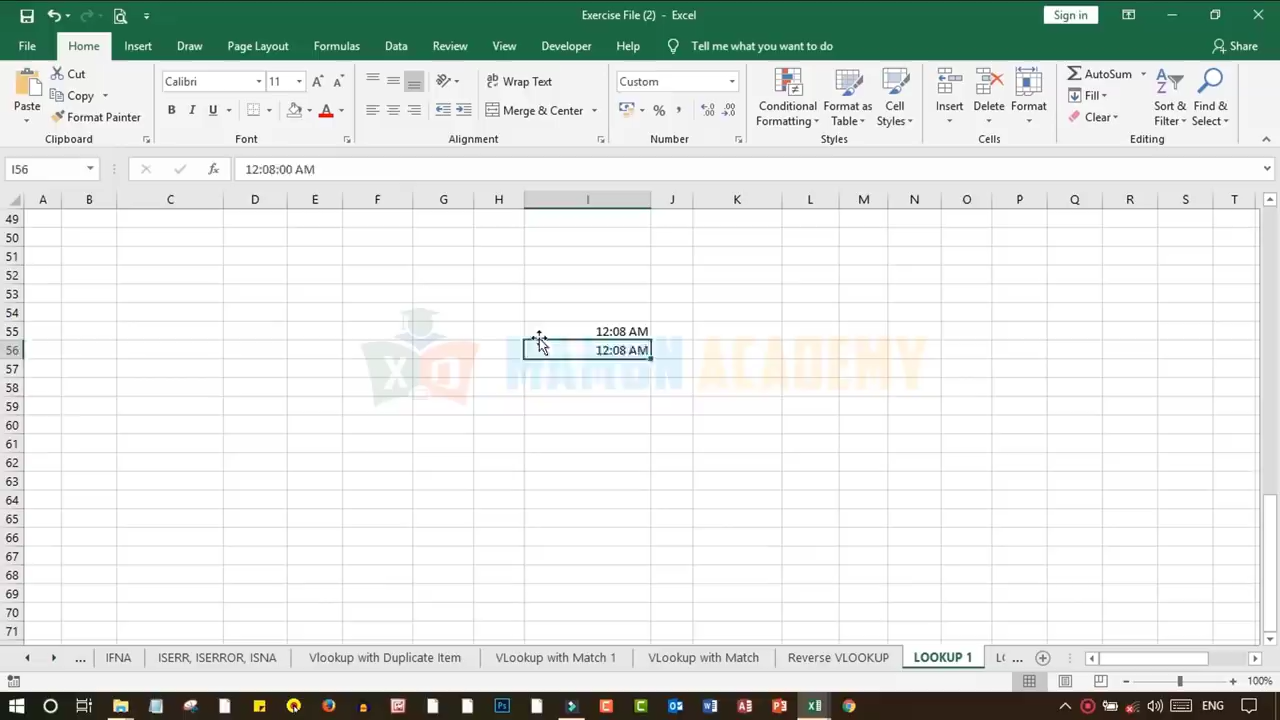 Exercise File (2) - Excel
Sign in
File Home Insert Draw Page Layout Formulas Data Review View Developer Help Tell me what you want to do Share
Paste
Cut
Copy
Format Painter
Clipboard
Calibri 11
B I U
Font
Wrap Text
Merge & Center
Alignment
Custom
Number
Conditional Formatting
Format as Table
Cell Styles
Styles
Insert
Delete
Format
Cells
AutoSum
Fill
Clear
Sort & Filter
Find & Select
Editing
I56 fx 12:08:00 AM
A B C D E F G H I J K L M N O P Q R S T
49
50
51
52
53
54
55 12:08 AM
56 12:08 AM
MAMUN ACADEMY
57
58
59
60
61
62
63
64
65
66
67
68
69
70
71
... IFNA ISERR, ISERROR, ISNA Vlookup with Duplicate Item VLookup with Match 1 VLookup with Match Reverse VLOOKUP LOOKUP 1 ...
100%
ENG